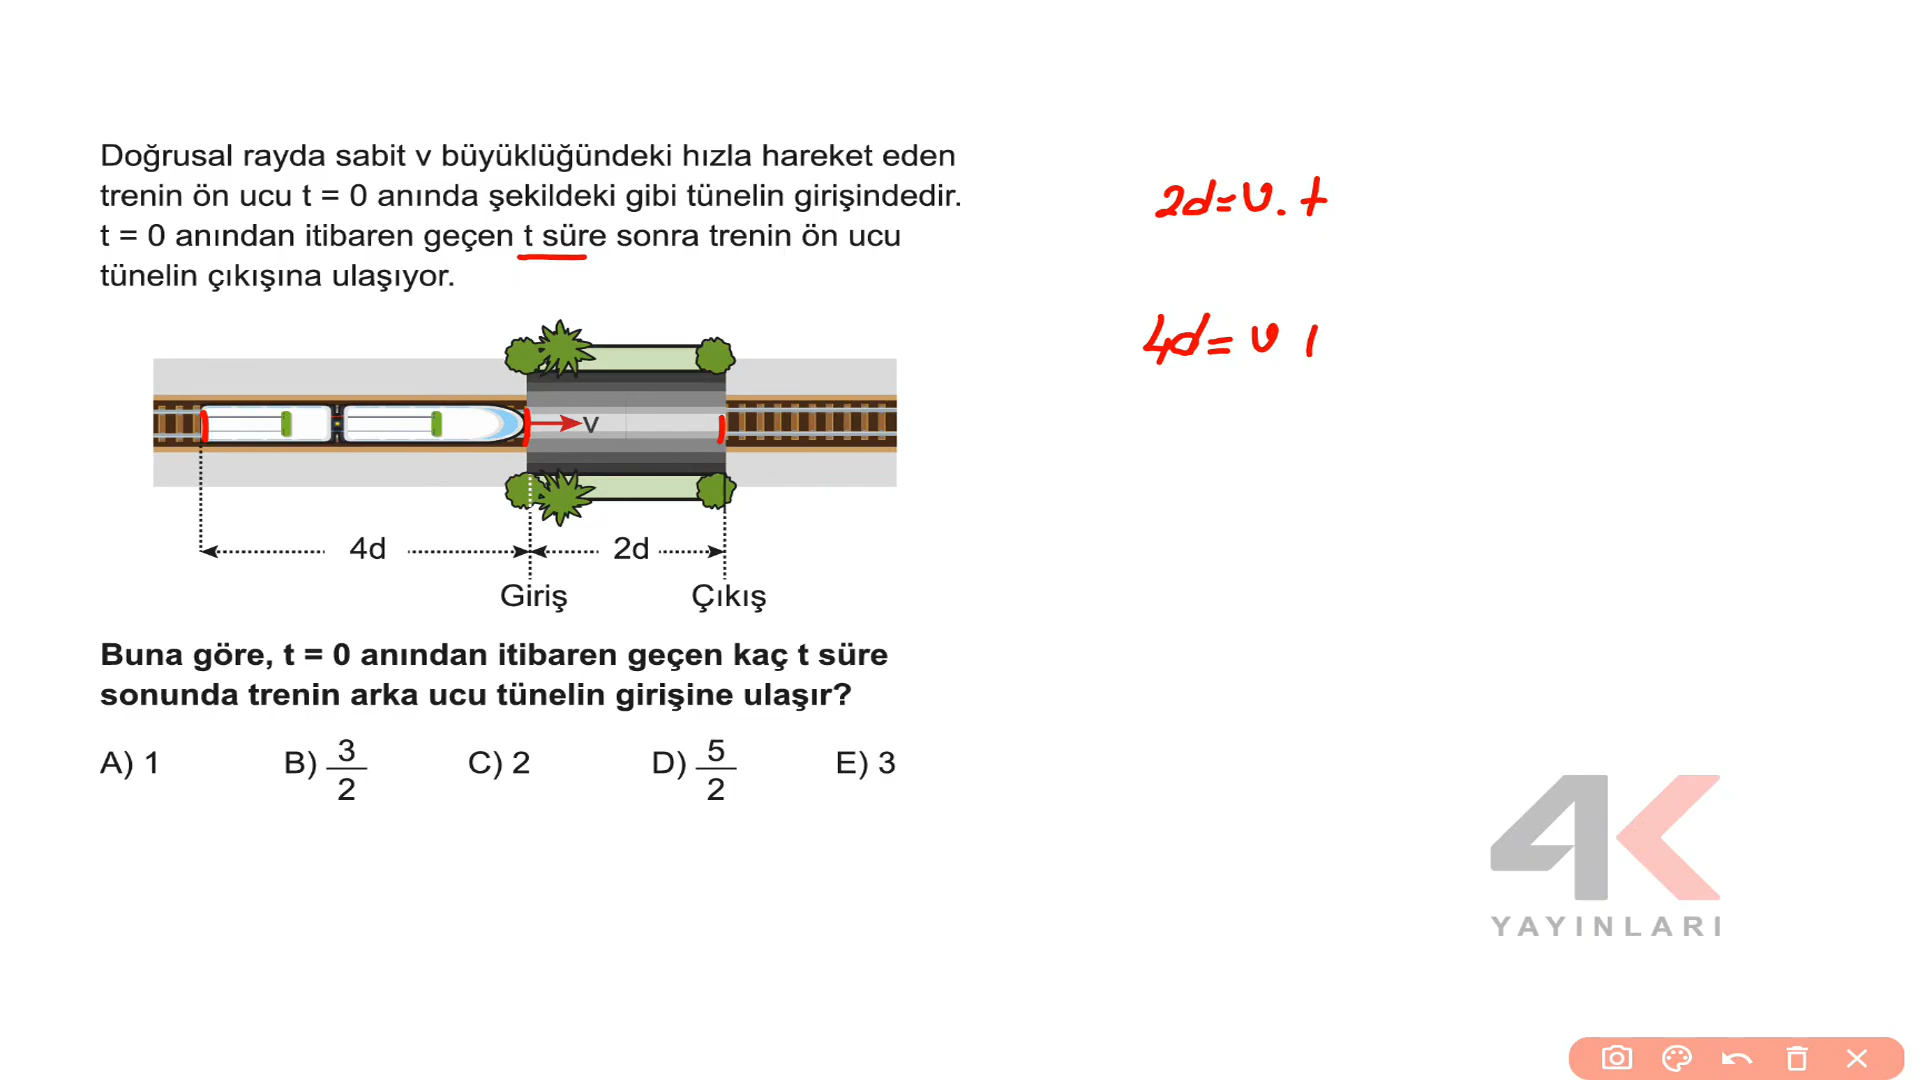 Doğrusal rayda sabit v büyüklüğündeki hızla hareket eden
trenin ön ucu t = 0 anında şekildeki gibi tünelin girişindedir.
t = 0 anından itibaren geçen t süre sonra trenin ön ucu
tünelin çıkışına ulaşıyor.
2d=v.t
4d= v
v
4d
2d
Giriş
Çıkış
Buna göre, t = 0 anından itibaren geçen kaç t süre
sonunda trenin arka ucu tünelin girişine ulaşır?
A) 1 B) 3/2 C) 2 D) 5/2 E) 3
4K
YAYINLARI